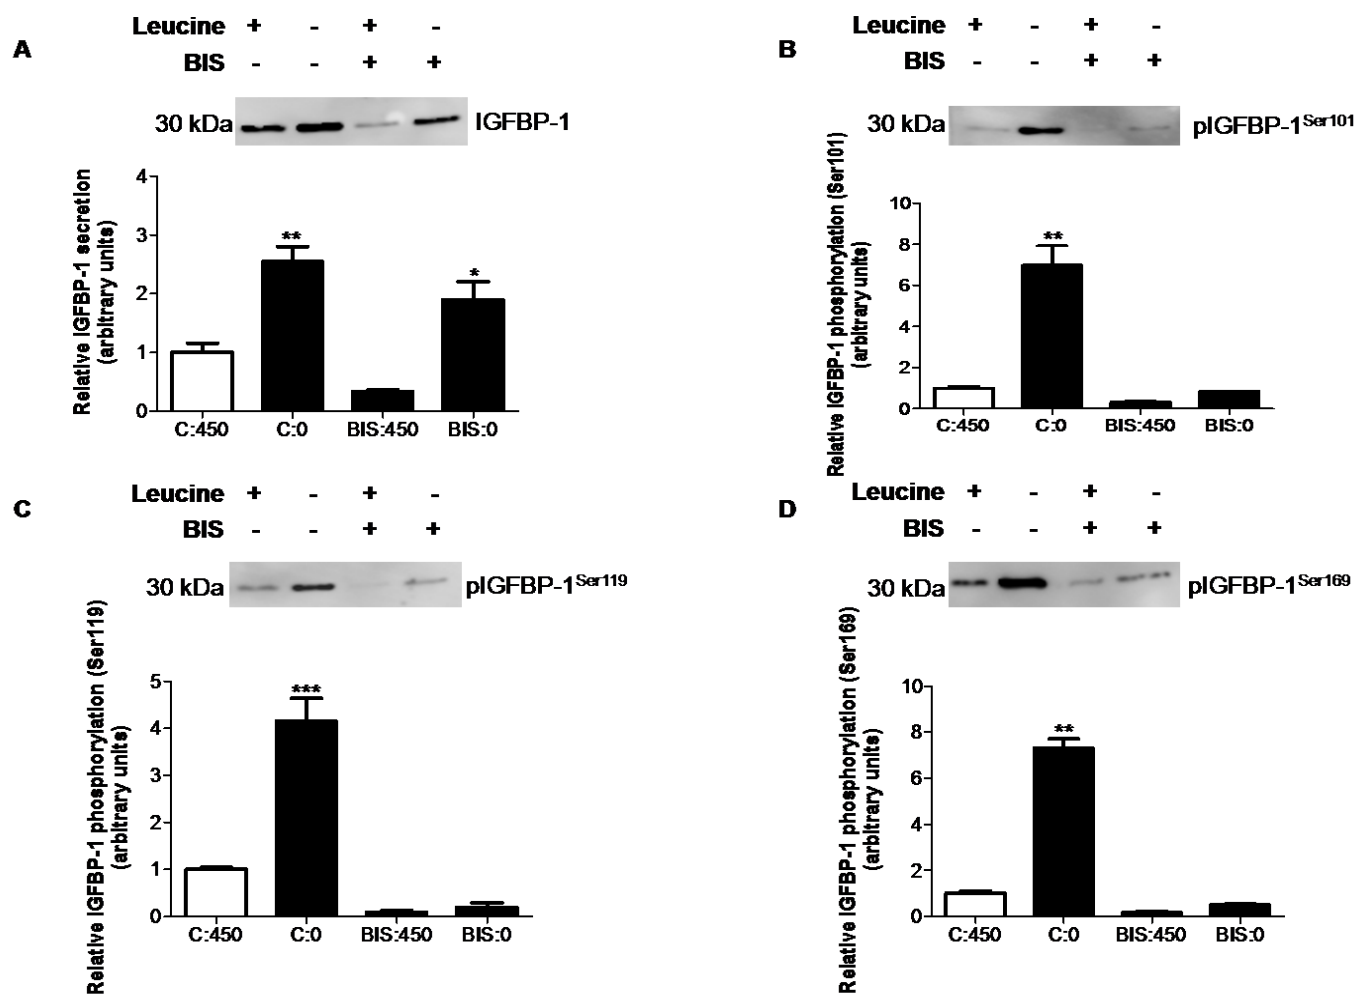 A
Leucine + - + -
BIS - - + +
30 kDa IGFBP-1
Relative IGFBP-1 secretion
(arbitrary units)
4
3
2
1
0
** *
C:450 C:0 BIS:450 BIS:0
B
Leucine + - + -
BIS - - + +
30 kDa pIGFBP-1Ser101
Relative IGFBP-1 phosphorylation (Ser101)
(arbitrary units)
10
8
6
4
2
0
**
C:450 C:0 BIS:450 BIS:0
C
Leucine + - + -
BIS - - + +
30 kDa pIGFBP-1Ser119
Relative IGFBP-1 phosphorylation (Ser119)
(arbitrary units)
5
4
3
2
1
0
***
C:450 C:0 BIS:450 BIS:0
D
Leucine + - + -
BIS - - + +
30 kDa pIGFBP-1Ser169
Relative IGFBP-1 phosphorylation (Ser169)
(arbitrary units)
10
8
6
4
2
0
**
C:450 C:0 BIS:450 BIS:0